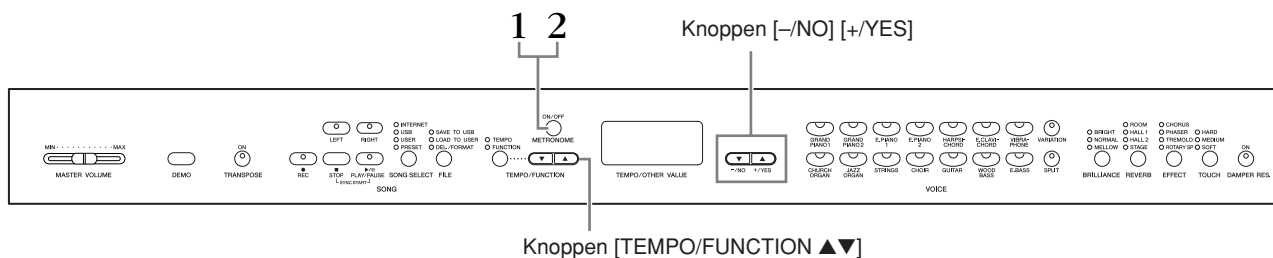 1 2
Knoppen [–/NO] [+/YES]
MIN MAX
MASTER VOLUME
DEMO
ON
TRANSPOSE
LEFT RIGHT
REC STOP PLAY/PAUSE
SYNC START
SONG
INTERNET
USB
USER
PRESET
SONG SELECT
SAVE TO USB
LOAD TO USER
DEL./FORMAT
FILE
TEMPO
FUNCTION
ON/OFF
METRONOME
▼ ▲
TEMPO/FUNCTION
TEMPO/OTHER VALUE
▼ ▲
–/NO +/YES
GRAND PIANO 1
GRAND PIANO 2
E.PIANO 1
E.PIANO 2
HARPSI- CHORD
E.CLAVI- CHORD
VIBRA- PHONE
VARIATION
CHURCH ORGAN
JAZZ ORGAN
STRINGS
CHOIR
GUITAR
WOOD BASS
E.BASS
SPLIT
VOICE
BRIGHT
NORMAL
MELLOW
BRILLIANCE
ROOM
HALL 1
HALL 2
STAGE
REVERB
CHORUS
PHASER
TREMOLO
ROTARY SP
EFFECT
HARD
MEDIUM
SOFT
TOUCH
ON
DAMPER RES.
Knoppen [TEMPO/FUNCTION ▲▼]